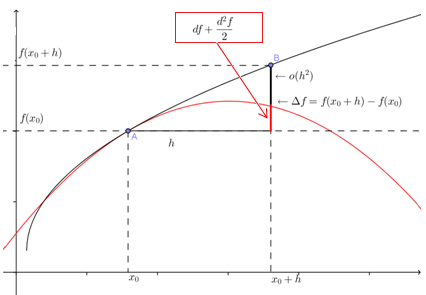 df + d²f/2
f(x₀ + h)
B
← o(h²)
← Δf = f(x₀ + h) − f(x₀)
f(x₀)
A
h
x₀
x₀ + h